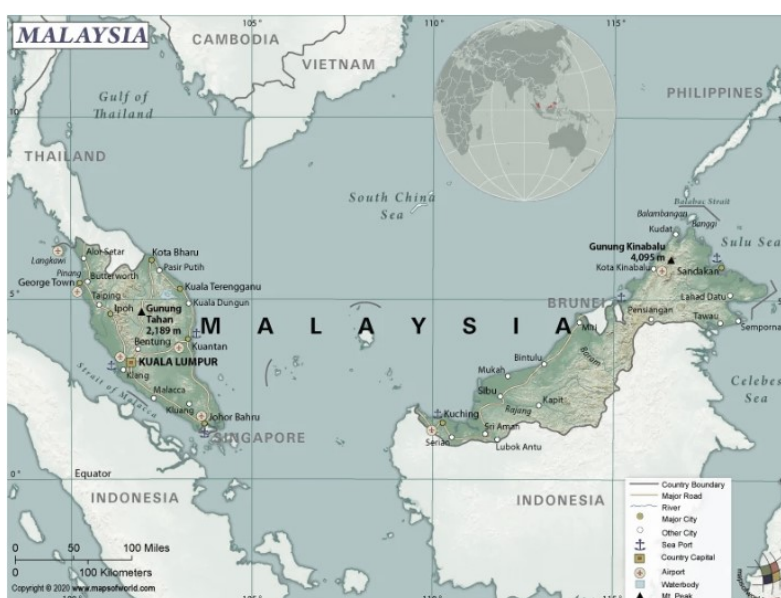 MALAYSIA
105°
110°
115°
CAMBODIA
VIETNAM
PHILIPPINES
Gulf of
Thailand
10°
THAILAND
South China
Sea
Balabac Strait
Balambangan
Banggi
Kudat
Sulu Sea
Gunung Kinabalu
4,095 m
Kota Kinabalu
Sandakan
Langkawi
Alor Setar
Kota Bharu
Pasir Putih
Pinang
Butterworth
George Town
Kuala Terengganu
Taiping
Kuala Dungun
5°
Ipoh
Gunung
Tahan
2,189 m
MALAYSIA
BRUNEI
Lahad Datu
Pensiangan
Tawau
Semporna
Miri
Kuantan
Bentung
KUALA LUMPUR
Klang
Bintulu
Baram
Mukah
Celebes
Sea
Strait of Malacca
Malacca
Kluang
Sibu
Rajang
Kapit
Johor Bahru
Kuching
SINGAPORE
Serian
Sri Aman
Lubok Antu
0°
Equator
INDONESIA
INDONESIA
Country Boundary
Major Road
River
Major City
Other City
Sea Port
Country Capital
Airport
Waterbody
Mt. Peak
0 50 100 Miles
0 100 Kilometers
Copyright © 2020 www.mapsofworld.com